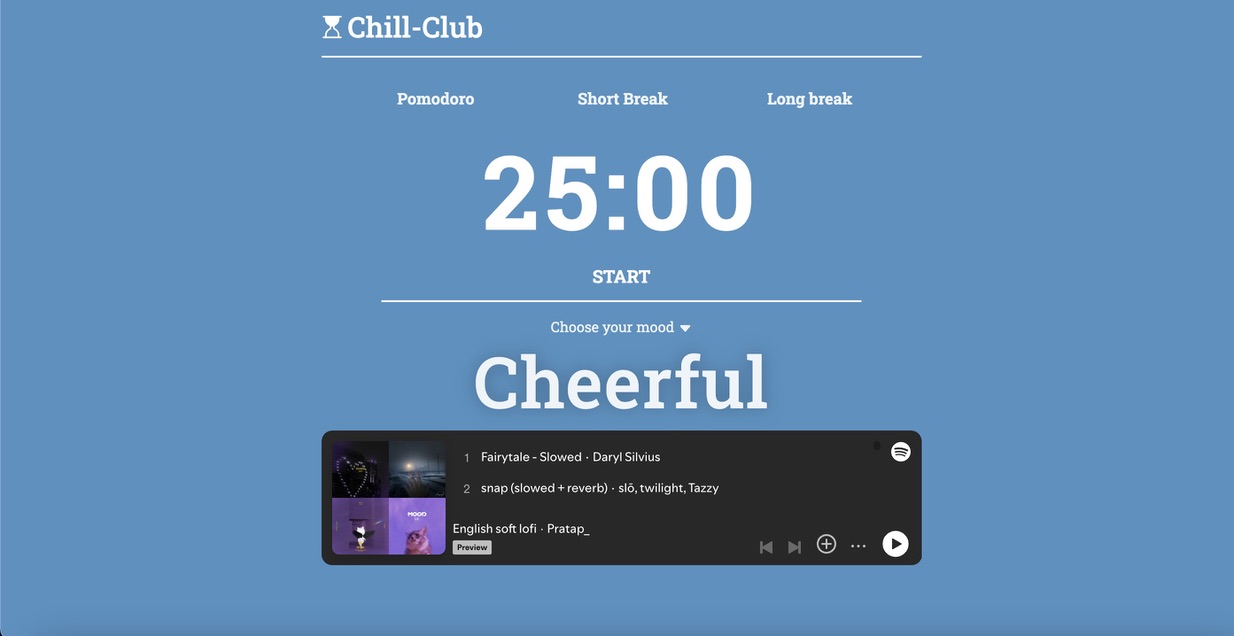 Chill-Club
Pomodoro Short Break Long break
25:00
START
Choose your mood
Cheerful
1 Fairytale - Slowed · Daryl Silvius
2 snap (slowed + reverb) · slō, twilight, Tazzy
MOOD
English soft lofi · Pratap_
Preview